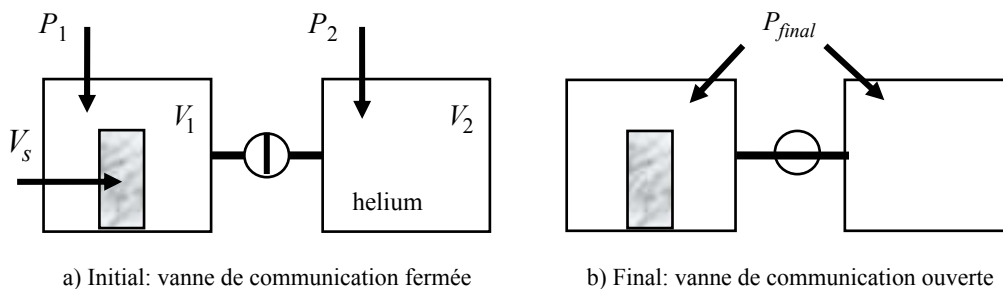 P1
P2
Pfinal
V1
V2
Vs
helium
a) Initial: vanne de communication fermée
b) Final: vanne de communication ouverte